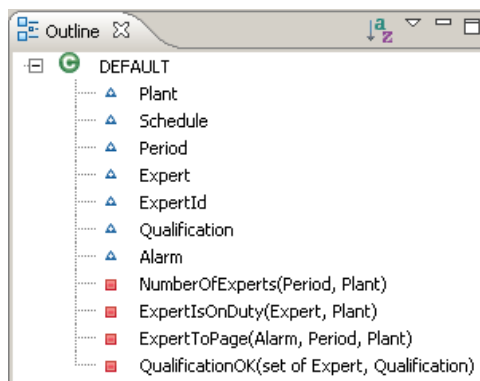 Outline
DEFAULT
Plant
Schedule
Period
Expert
ExpertId
Qualification
Alarm
NumberOfExperts(Period, Plant)
ExpertIsOnDuty(Expert, Plant)
ExpertToPage(Alarm, Period, Plant)
QualificationOK(set of Expert, Qualification)